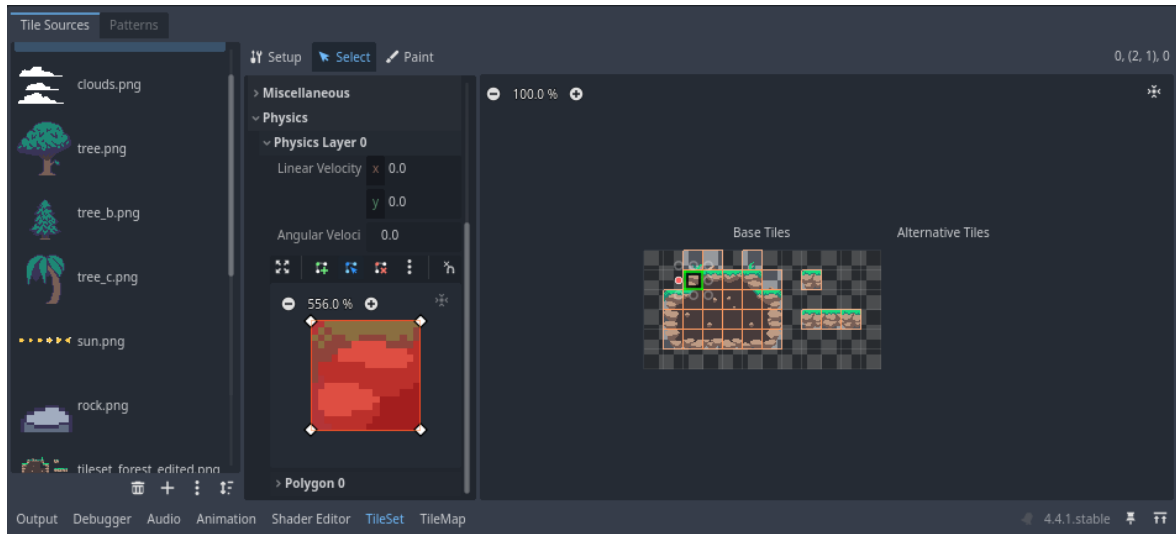 Tile Sources Patterns
clouds.png
tree.png
tree_b.png
tree_c.png
sun.png
rock.png
tileset_forest_edited.png
Setup Select Paint
0, (2, 1), 0
Miscellaneous
Physics
Physics Layer 0
Linear Velocity x 0.0
y 0.0
Angular Veloci 0.0
556.0 %
Polygon 0
100.0 %
Base Tiles Alternative Tiles
Output Debugger Audio Animation Shader Editor TileSet TileMap
4.4.1.stable